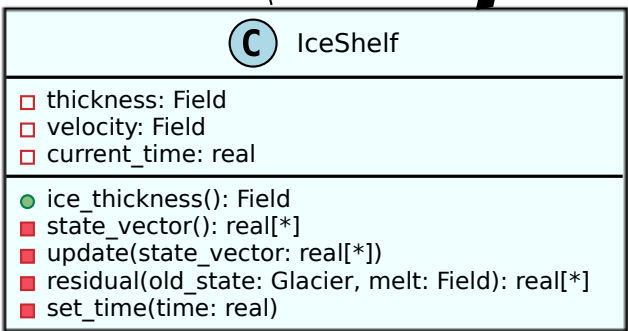 C IceShelf
thickness: Field
velocity: Field
current_time: real
ice_thickness(): Field
state_vector(): real[*]
update(state_vector: real[*])
residual(old_state: Glacier, melt: Field): real[*]
set_time(time: real)